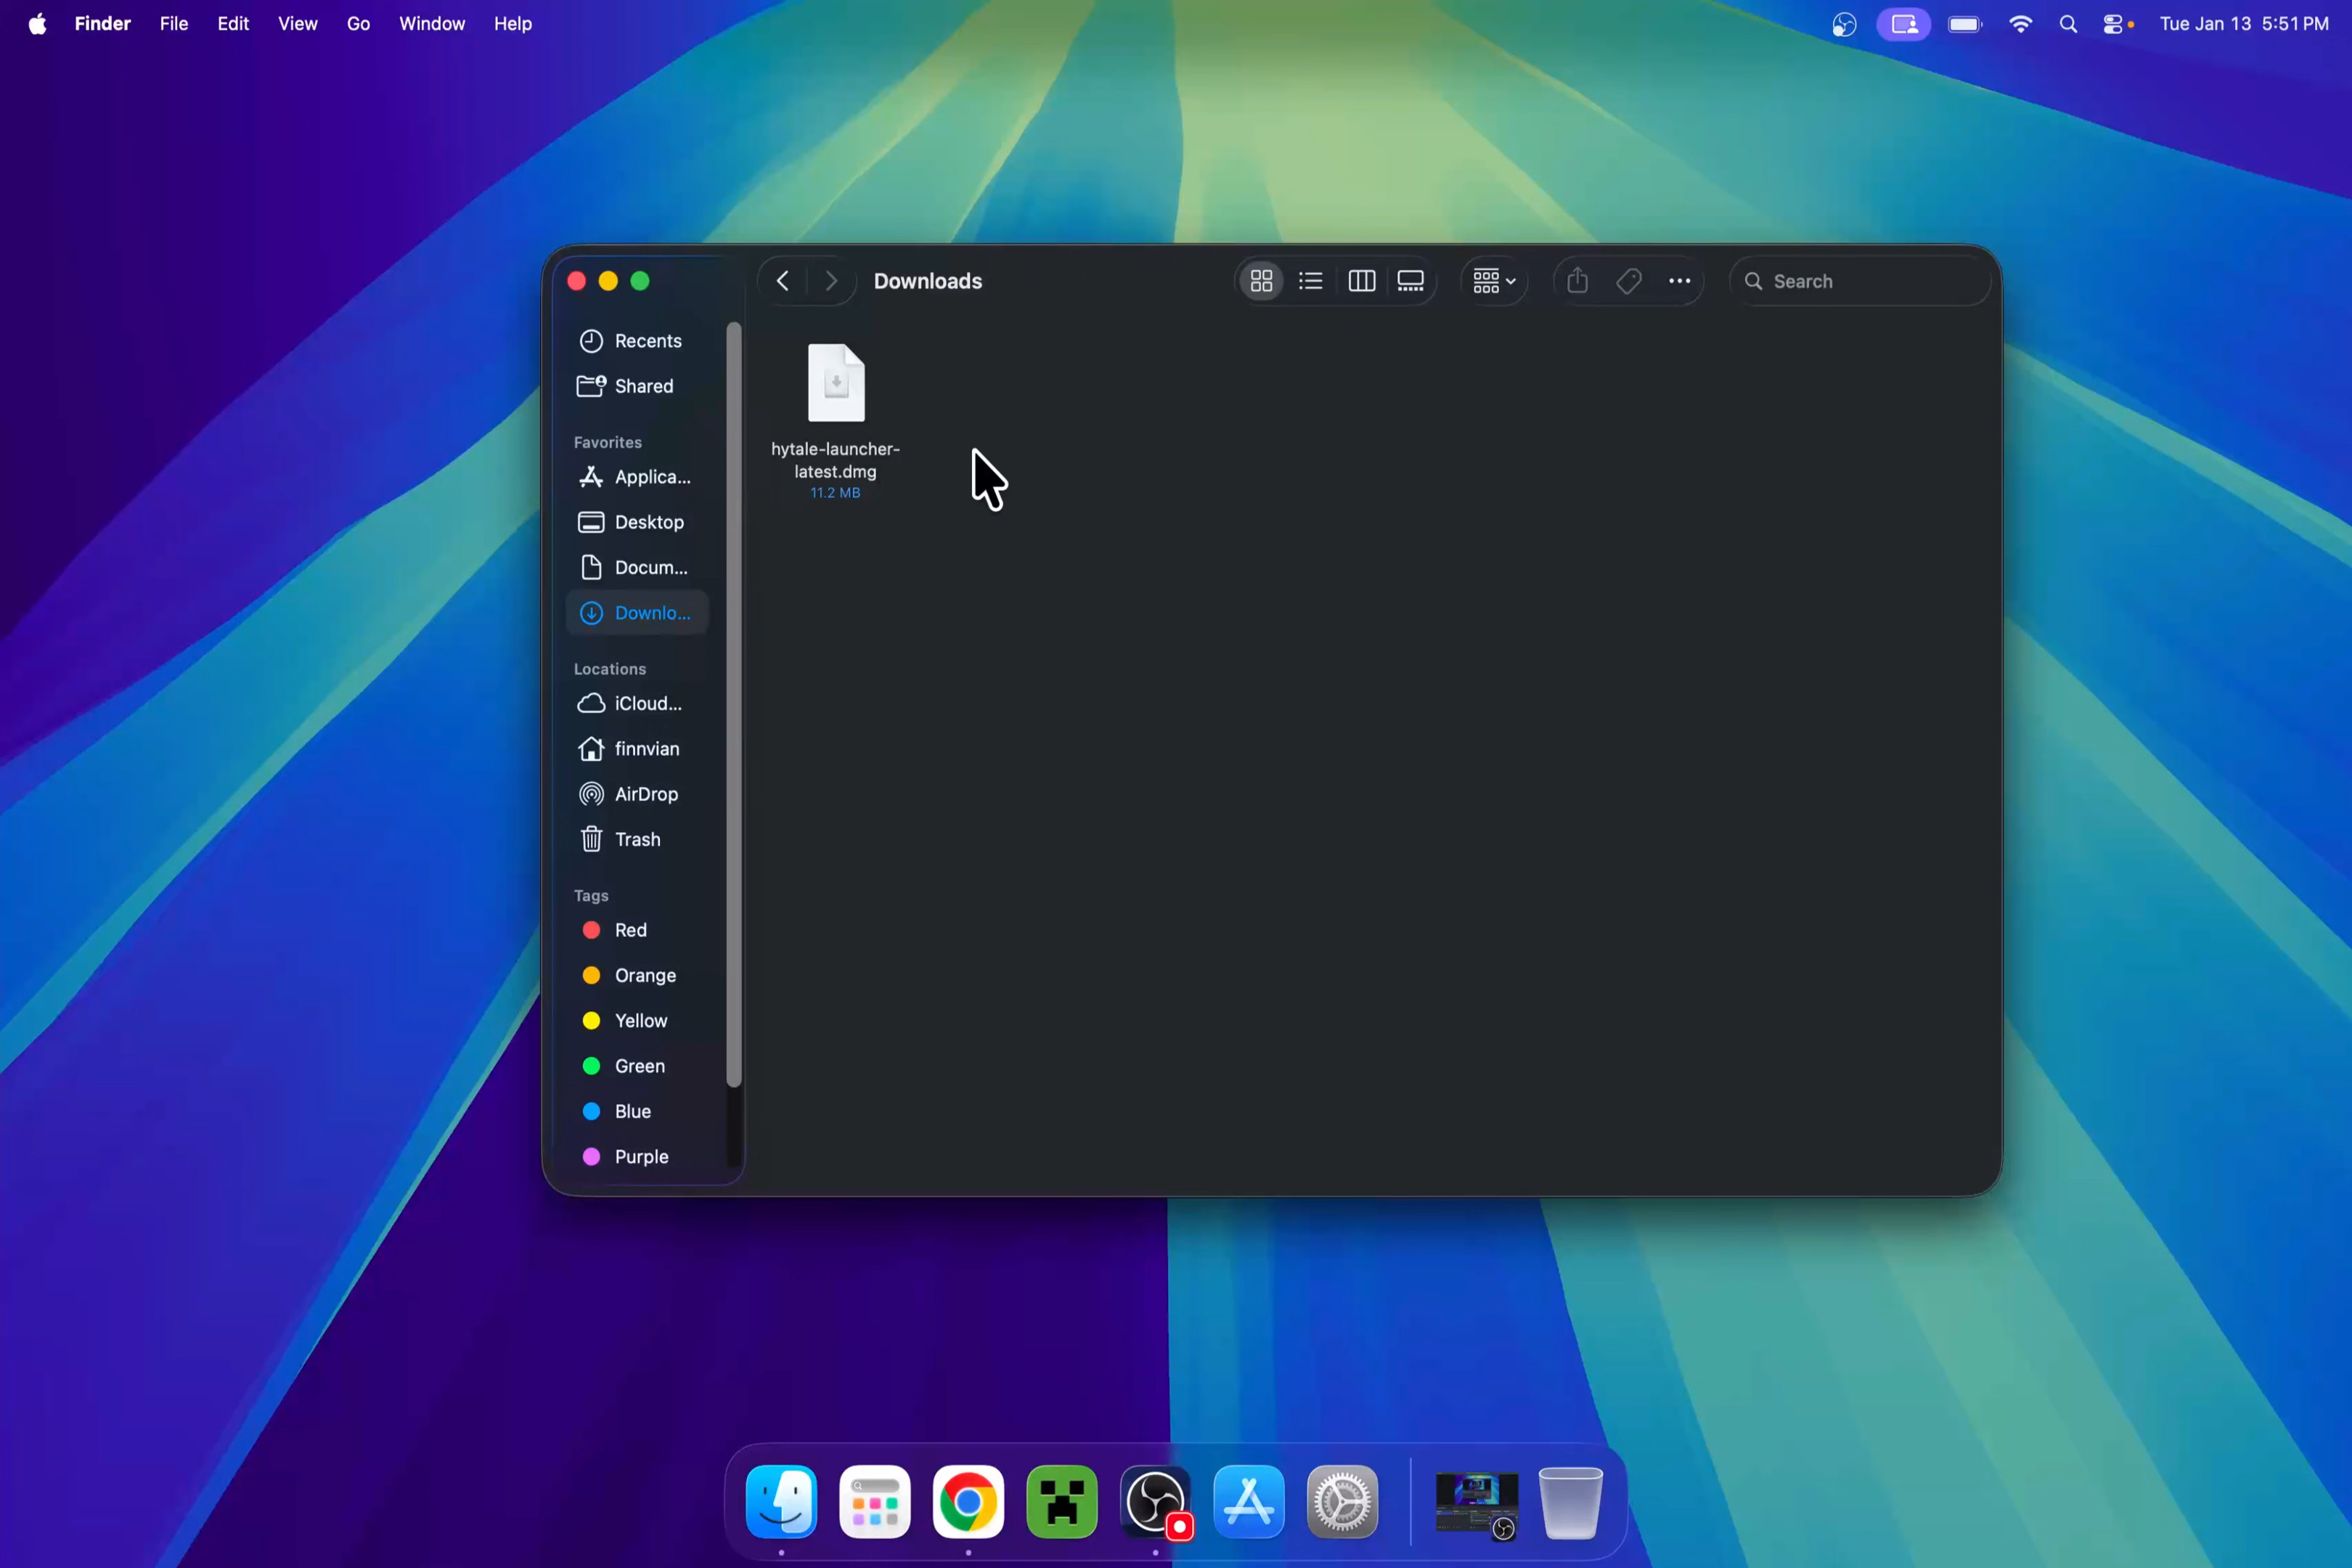 Finder File Edit View Go Window Help
Tue Jan 13 5:51 PM
Downloads
Search
Recents
Shared
Favorites
Applica...
Desktop
Docum...
Downlo...
Locations
iCloud...
finnvian
AirDrop
Trash
Tags
Red
Orange
Yellow
Green
Blue
Purple
hytale-launcher-
latest.dmg
11.2 MB